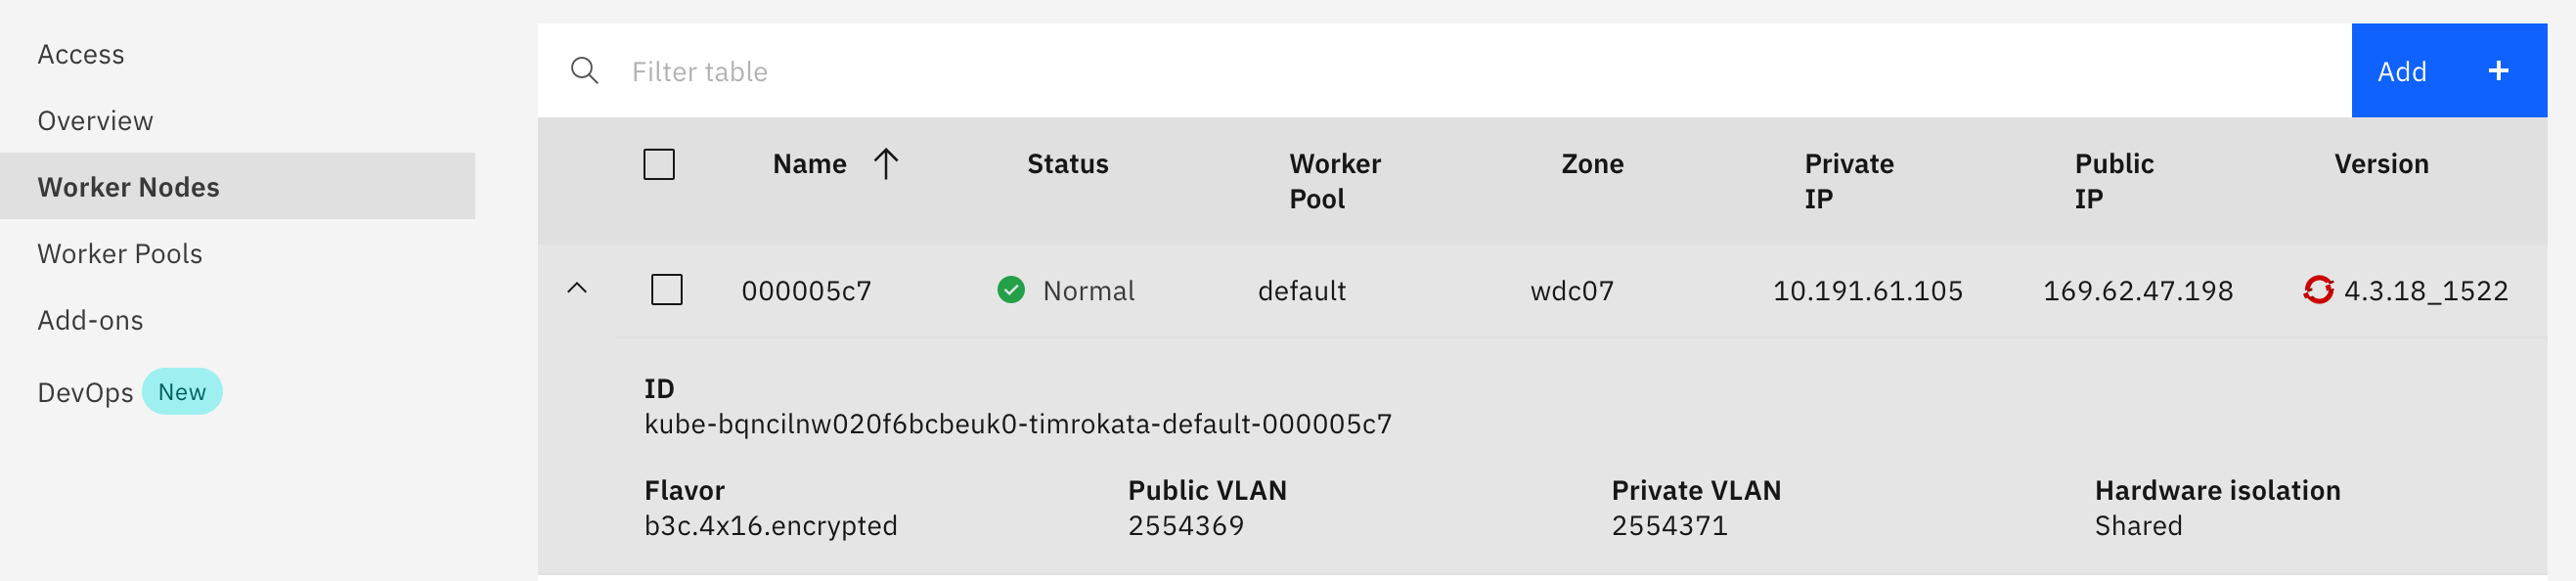 Access
Overview
Worker Nodes
Worker Pools
Add-ons
DevOps New
Filter table
Add +
Name Status Worker Pool Zone Private IP Public IP Version
000005c7 Normal default wdc07 10.191.61.105 169.62.47.198 4.3.18_1522
ID
kube-bqncilnw020f6bcbeuk0-timrokata-default-000005c7
Flavor Public VLAN Private VLAN Hardware isolation
b3c.4x16.encrypted 2554369 2554371 Shared